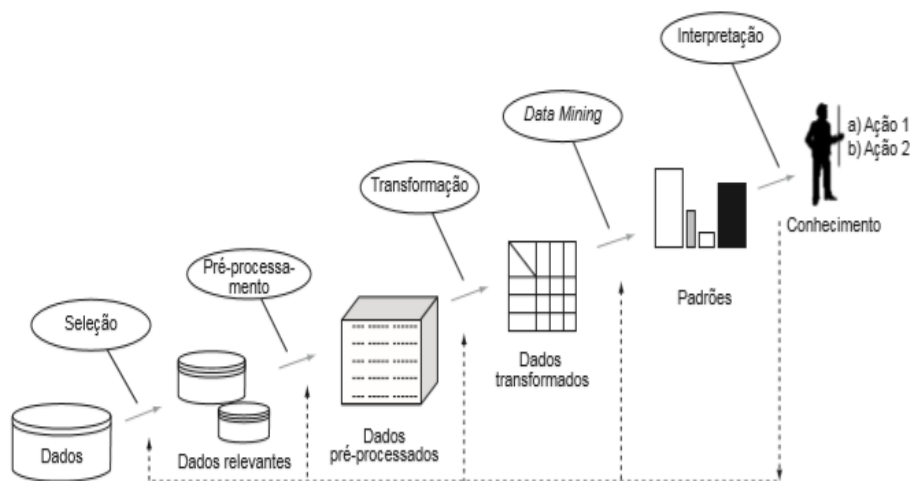 Interpretação
a) Ação 1
b) Ação 2
Conhecimento
Data Mining
Padrões
Transformação
Dados
transformados
Pré-processa-
mento
Dados
pré-processados
Seleção
Dados relevantes
Dados